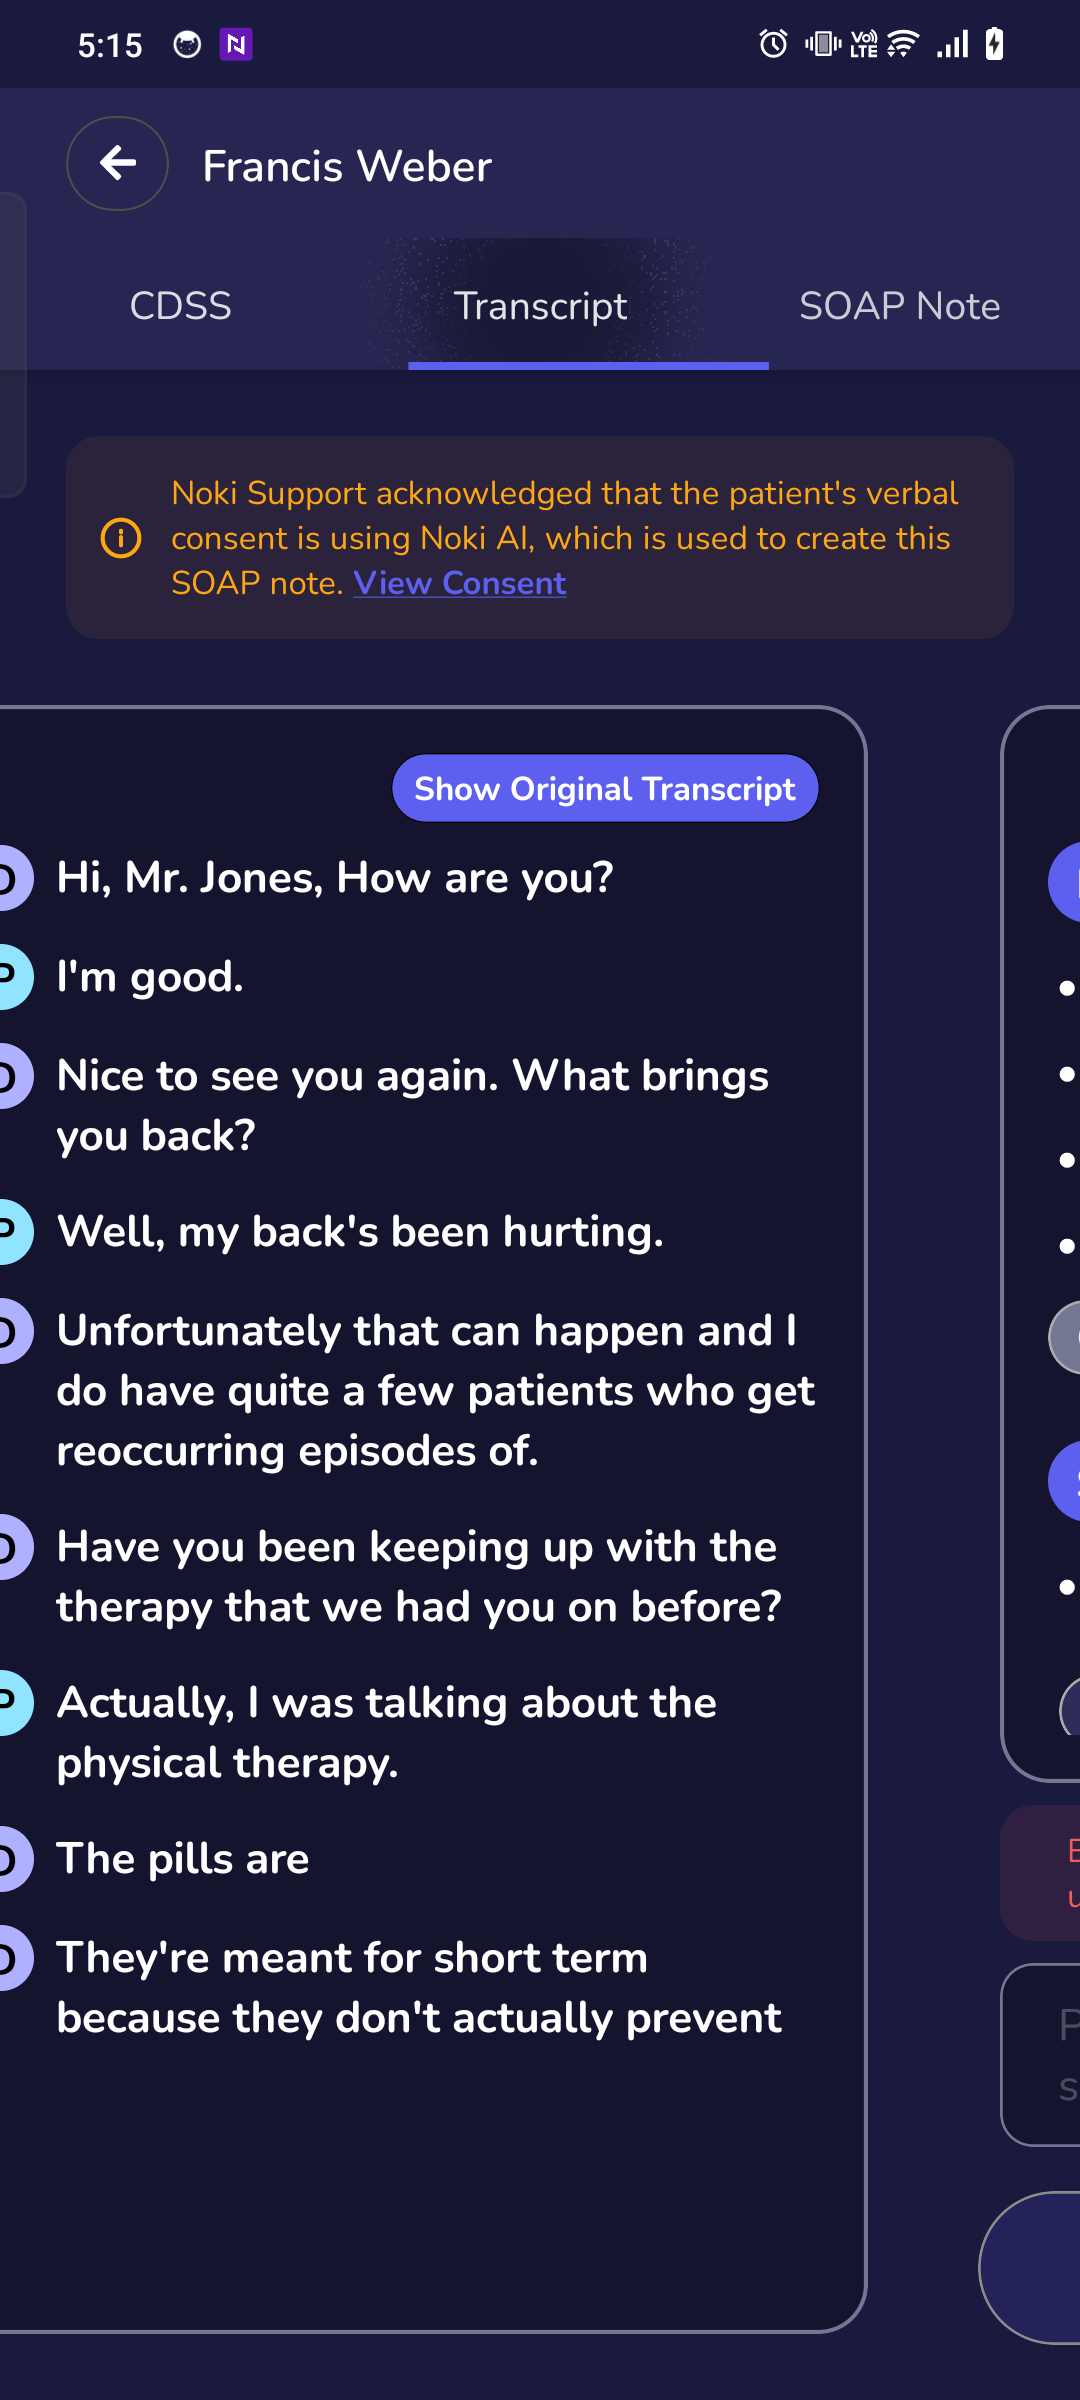 5:15
Vo))
LTE
Francis Weber
CDSS
Transcript
SOAP Note
Noki Support acknowledged that the patient's verbal
consent is using Noki AI, which is used to create this
SOAP note. View Consent
Show Original Transcript
D Hi, Mr. Jones, How are you?
P I'm good.
D Nice to see you again. What brings
you back?
P Well, my back's been hurting.
D Unfortunately that can happen and I
do have quite a few patients who get
reoccurring episodes of.
D Have you been keeping up with the
therapy that we had you on before?
P Actually, I was talking about the
physical therapy.
D The pills are
D They're meant for short term
because they don't actually prevent